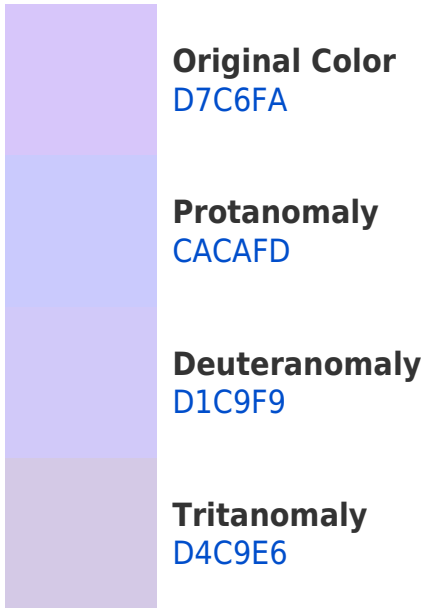 Original Color
D7C6FA
Protanomaly
CACAFD
Deuteranomaly
D1C9F9
Tritanomaly
D4C9E6